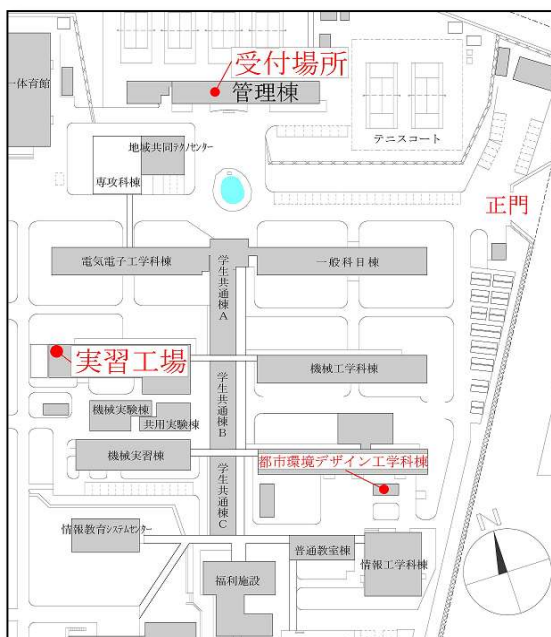 受付場所
一体育館
管理棟
テニスコート
地域共同テクノセンター
専攻科棟
正門
電気電子工学科棟
学生共通棟A
一般科目棟
実習工場
機械工学科棟
機械実験棟
共用実験棟
学生共通棟B
機械実習棟
都市環境デザイン工学科棟
学生共通棟C
情報教育システムセンター
普通教室棟
情報工学科棟
福利施設
N